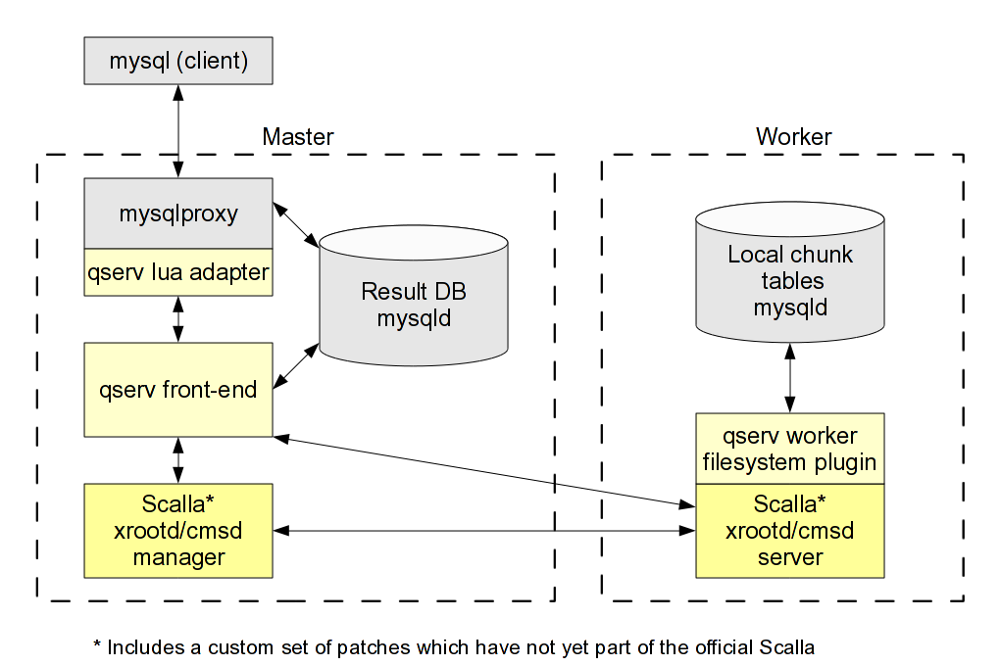 mysql (client)
Master
Worker
mysqlproxy
qserv lua adapter
Result DB
mysqld
Local chunk
tables
mysqld
qserv front-end
qserv worker
filesystem plugin
Scalla*
xrootd/cmsd
manager
Scalla*
xrootd/cmsd
server
* Includes a custom set of patches which have not yet part of the official Scalla